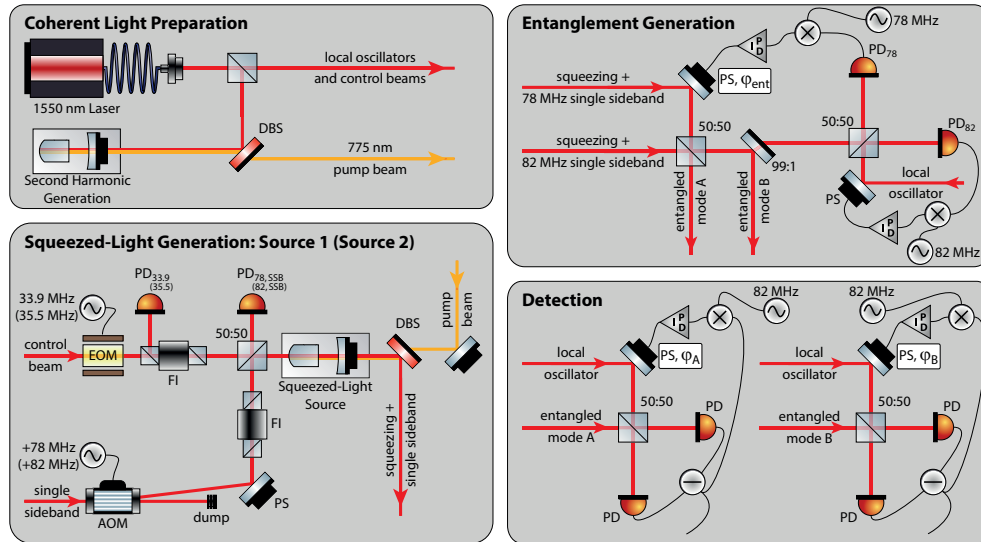 Coherent Light Preparation
1550 nm Laser
local oscillators
and control beams
DBS
775 nm
pump beam
Second Harmonic
Generation
Squeezed-Light Generation: Source 1 (Source 2)
PD33.9
(35.5)
PD78,SSB
(82,SSB)
33.9 MHz
(35.5 MHz)
50:50
control
beam
EOM
FI
Squeezed-Light
Source
DBS
pump
beam
squeezing +
single sideband
FI
+78 MHz
(+82 MHz)
single
sideband
AOM
dump
PS
Entanglement Generation
78 MHz
P
I
D
PD78
squeezing +
78 MHz single sideband
PS, φent
squeezing +
82 MHz single sideband
50:50
50:50
PD82
99:1
entangled
mode A
entangled
mode B
local
oscillator
PS
P
I
D
82 MHz
Detection
82 MHz
P
I
D
local
oscillator
PS, φA
50:50
entangled
mode A
PD
PD
82 MHz
P
I
D
local
oscillator
PS, φB
50:50
entangled
mode B
PD
PD